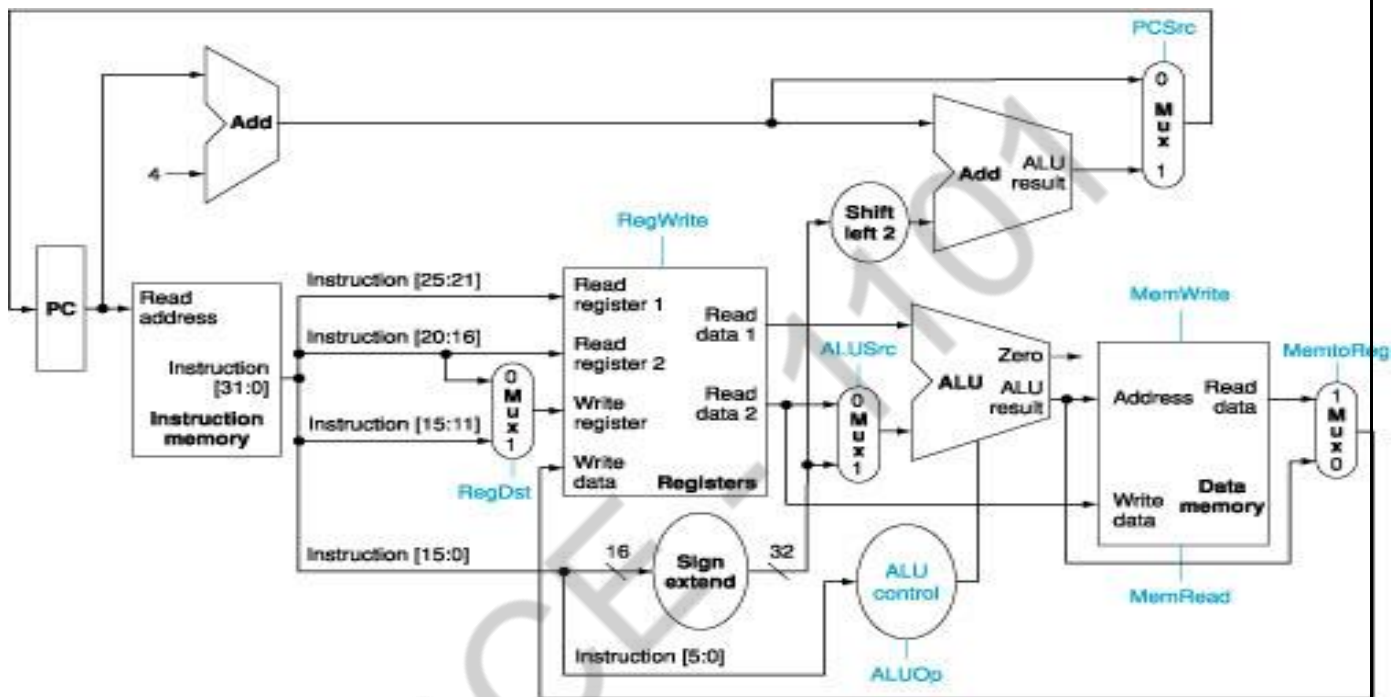 PCSrc
0
Mux
1
Add
4
Add
ALU
result
Shift
left 2
RegWrite
PC
Read
address
Instruction
[31:0]
Instruction
memory
Instruction [25:21]
Instruction [20:16]
Instruction [15:11]
Instruction [15:0]
Instruction [5:0]
0
Mux
1
RegDst
Read
register 1
Read
register 2
Write
register
Write
data
Read
data 1
Read
data 2
Registers
ALUSrc
0
Mux
1
Zero
ALU
ALU
result
MemWrite
Address
Read
data
Write
data
Data
memory
MemRead
MemtoReg
1
Mux
0
16
Sign
extend
32
ALU
control
ALUOp
CE - 1101